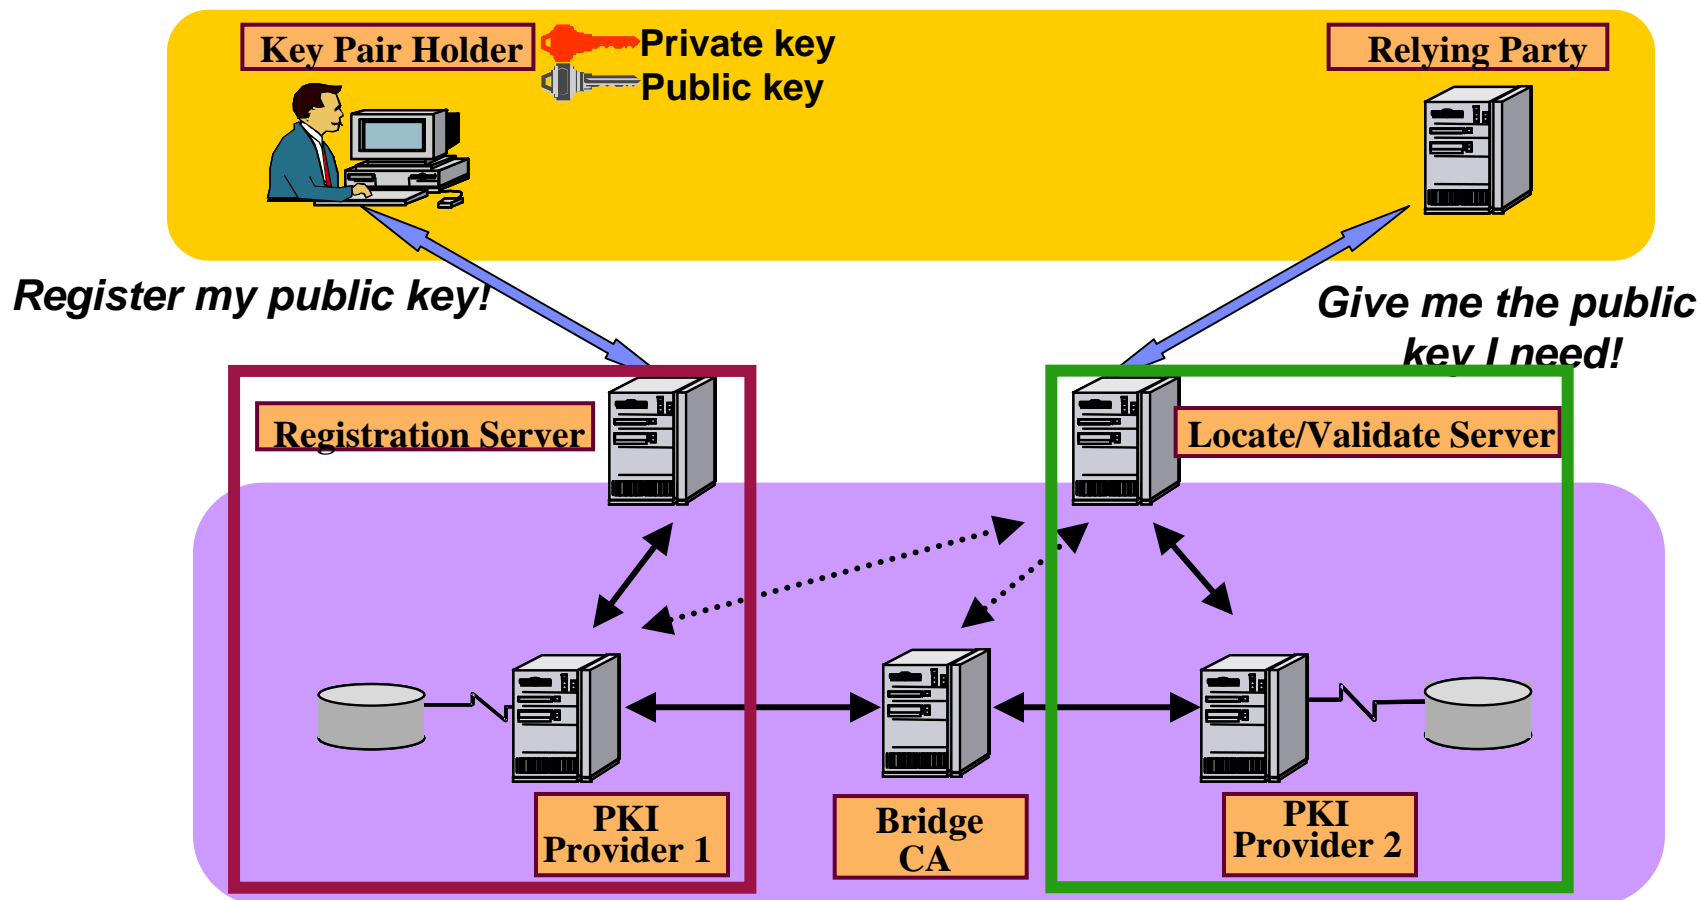 Key Pair Holder
Private key
Public key
Relying Party
Register my public key!
Give me the public
key I need!
Registration Server
Locate/Validate Server
PKI
Provider 1
Bridge
CA
PKI
Provider 2